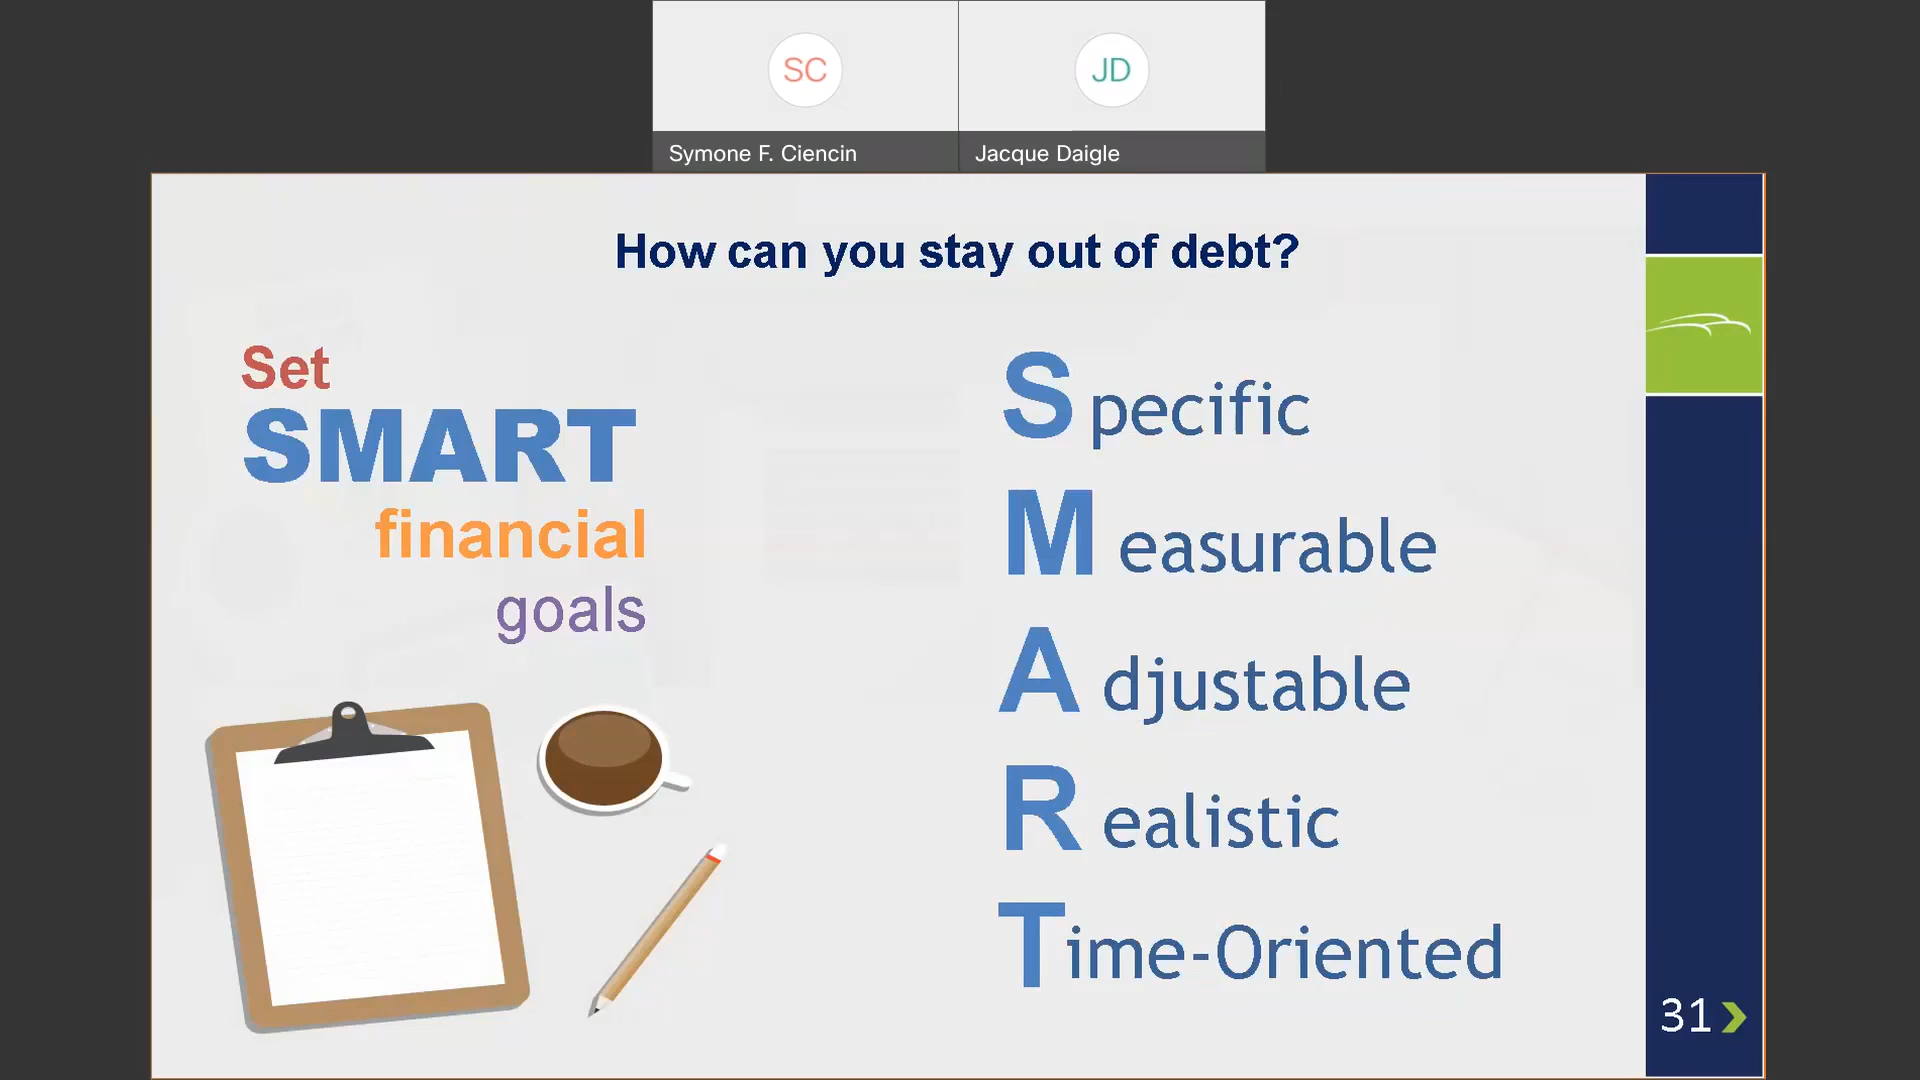 SC
JD
Symone F. Ciencin
Jacque Daigle
How can you stay out of debt?
Set
SMART
financial
goals
Specific
Measurable
Adjustable
Realistic
Time-Oriented
31